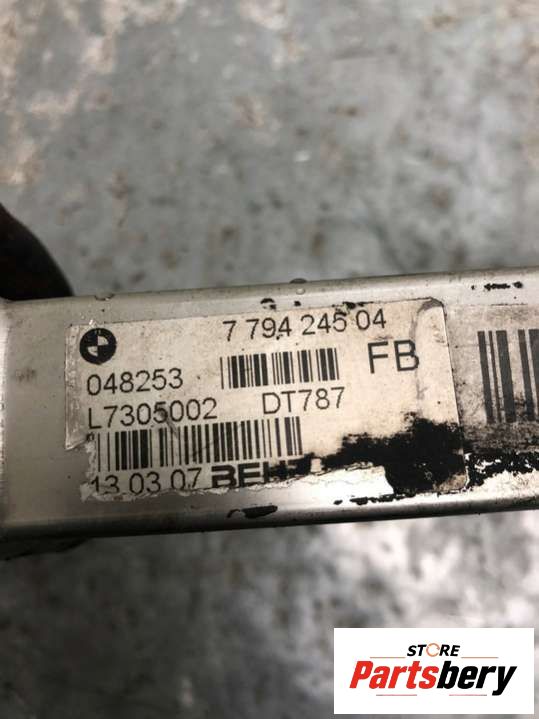 7 794 245 04
048253
FB
L7305002 DT787
13 03 07
STORE
Partsbery